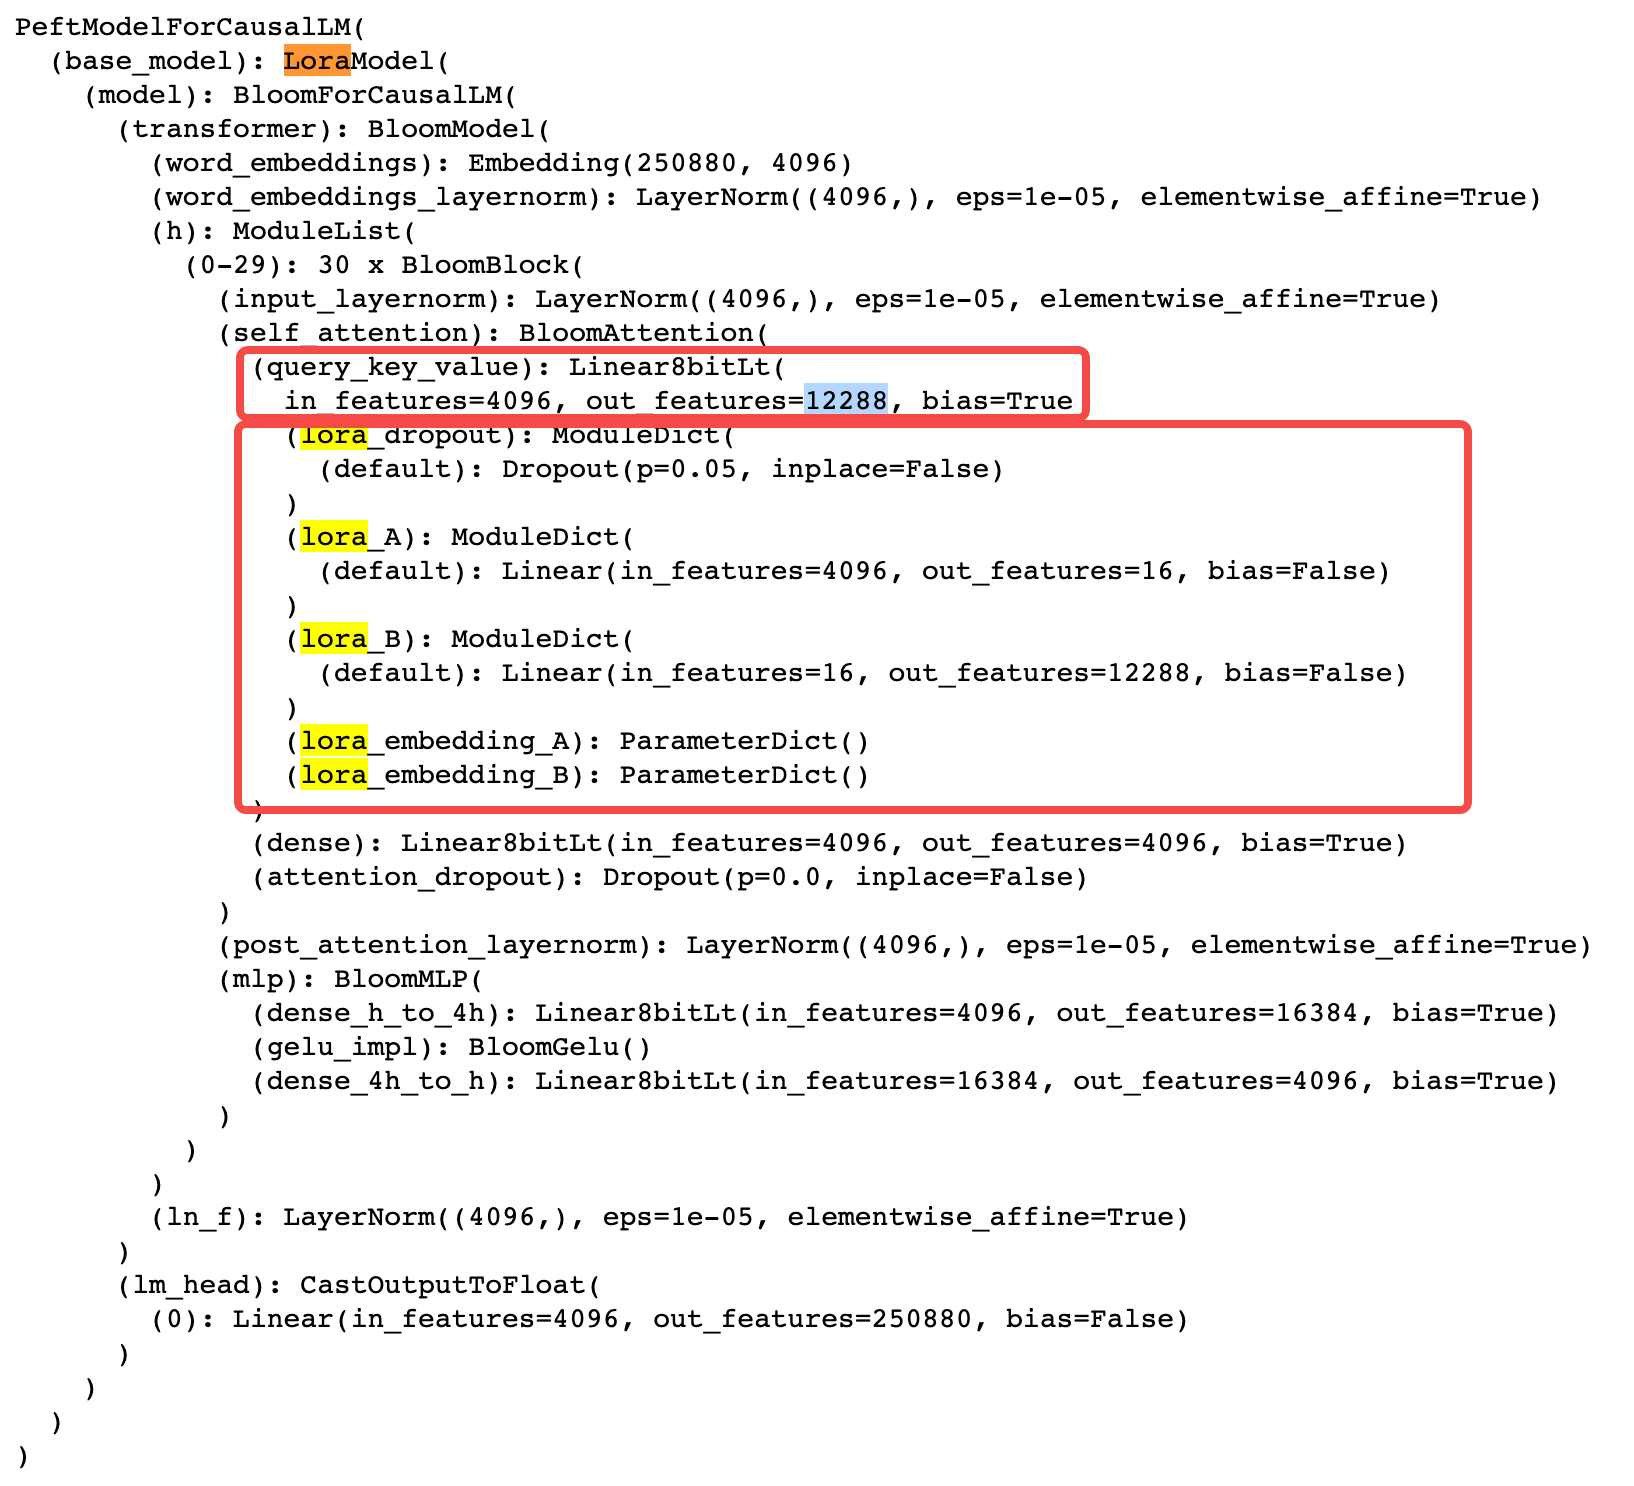 PeftModelForCausalLM(
  (base_model): LoraModel(
    (model): BloomForCausalLM(
      (transformer): BloomModel(
        (word_embeddings): Embedding(250880, 4096)
        (word_embeddings_layernorm): LayerNorm((4096,), eps=1e-05, elementwise_affine=True)
        (h): ModuleList(
          (0-29): 30 x BloomBlock(
            (input_layernorm): LayerNorm((4096,), eps=1e-05, elementwise_affine=True)
            (self_attention): BloomAttention(
              (query_key_value): Linear8bitLt(
                in_features=4096, out_features=12288, bias=True
                (lora_dropout): ModuleDict(
                  (default): Dropout(p=0.05, inplace=False)
                )
                (lora_A): ModuleDict(
                  (default): Linear(in_features=4096, out_features=16, bias=False)
                )
                (lora_B): ModuleDict(
                  (default): Linear(in_features=16, out_features=12288, bias=False)
                )
                (lora_embedding_A): ParameterDict()
                (lora_embedding_B): ParameterDict()
              )
              (dense): Linear8bitLt(in_features=4096, out_features=4096, bias=True)
              (attention_dropout): Dropout(p=0.0, inplace=False)
            )
            (post_attention_layernorm): LayerNorm((4096,), eps=1e-05, elementwise_affine=True)
            (mlp): BloomMLP(
              (dense_h_to_4h): Linear8bitLt(in_features=4096, out_features=16384, bias=True)
              (gelu_impl): BloomGelu()
              (dense_4h_to_h): Linear8bitLt(in_features=16384, out_features=4096, bias=True)
            )
          )
        )
        (ln_f): LayerNorm((4096,), eps=1e-05, elementwise_affine=True)
      )
      (lm_head): CastOutputToFloat(
        (0): Linear(in_features=4096, out_features=250880, bias=False)
      )
    )
  )
)